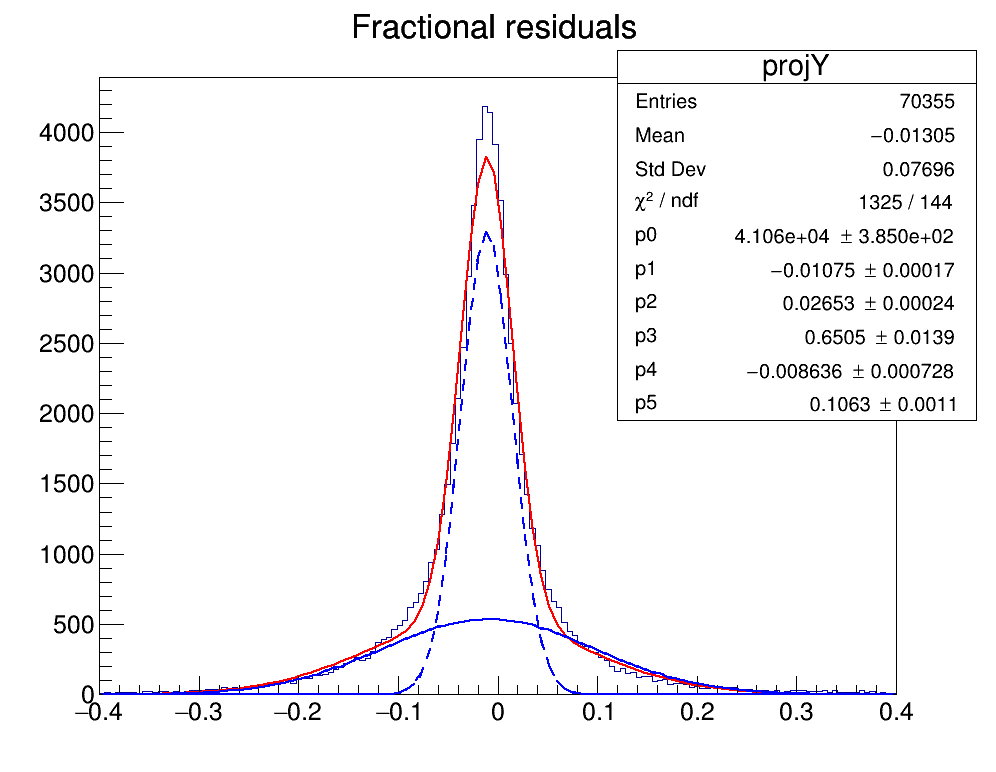 Fractional residuals
projY
Entries 70355
Mean −0.01305
Std Dev 0.07696
χ² / ndf 1325 / 144
p0 4.106e+04 ± 3.850e+02
p1 −0.01075 ± 0.00017
p2 0.02653 ± 0.00024
p3 0.6505 ± 0.0139
p4 −0.008636 ± 0.000728
p5 0.1063 ± 0.0011
4000
3500
3000
2500
2000
1500
1000
500
0
−0.4 −0.3 −0.2 −0.1 0 0.1 0.2 0.3 0.4